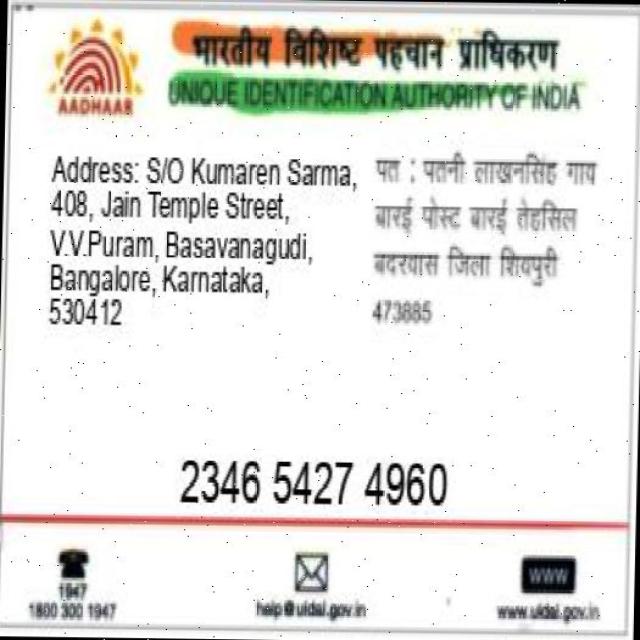 भारतीय विशिष्ट पहचान प्राधिकरण
AADHAAR
UNIQUE IDENTIFICATION AUTHORITY OF INDIA
Address: S/O Kumaren Sarma,
408, Jain Temple Street,
V.V.Puram, Basavanagudi,
Bangalore, Karnataka,
530412
पत : पतनी लाखनसिंह गाय
बारई पोस्ट बारई तेहसिल
बदरवास जिला शिवपुरी
473885
2346 5427 4960
1947
1800 300 1947
help@uidai.gov.in
www
www.uidai.gov.in